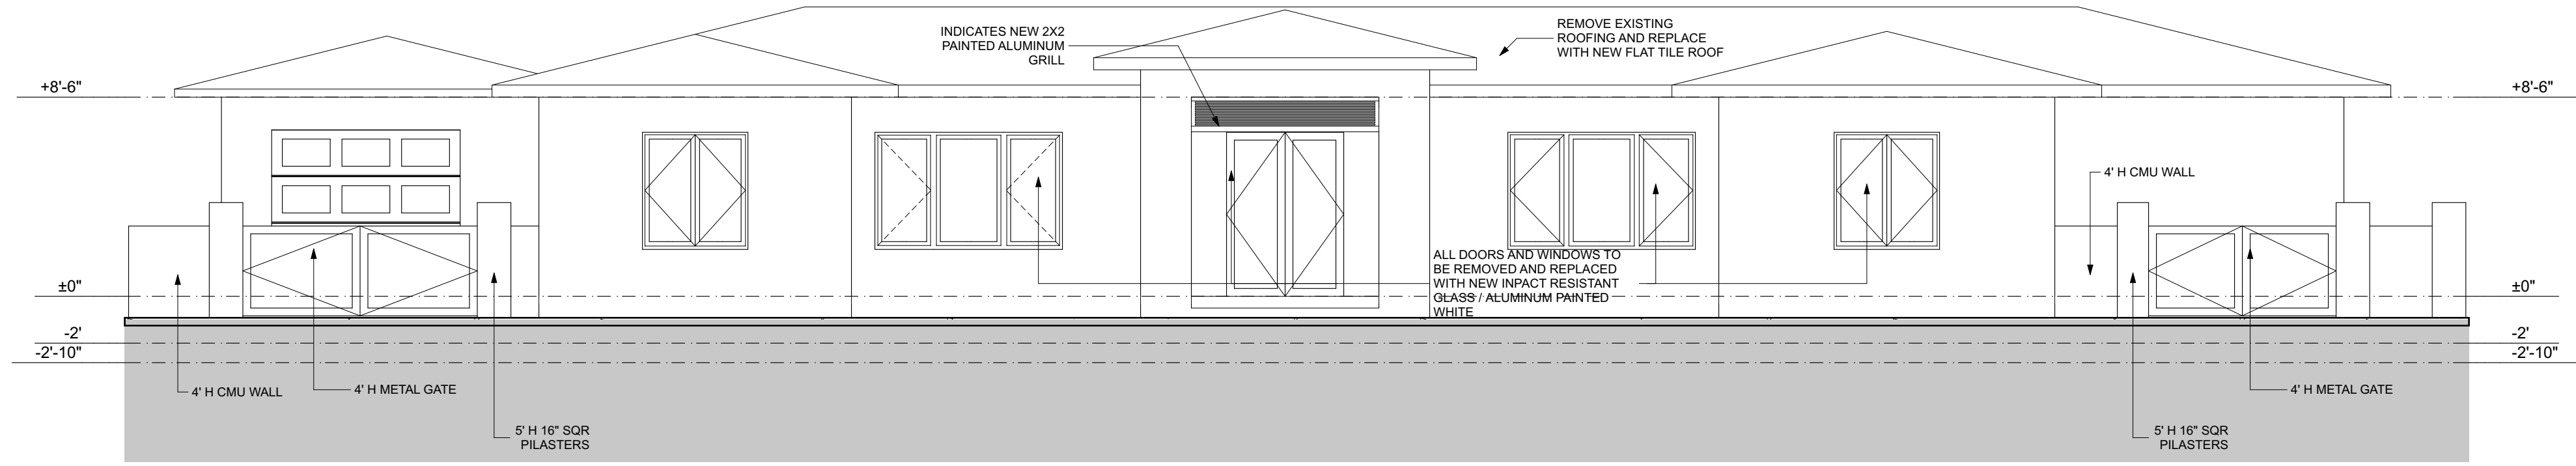 INDICATES NEW 2X2
PAINTED ALUMINUM
GRILL
REMOVE EXISTING
ROOFING AND REPLACE
WITH NEW FLAT TILE ROOF
+8'-6"
+8'-6"
4' H CMU WALL
ALL DOORS AND WINDOWS TO
BE REMOVED AND REPLACED
WITH NEW INPACT RESISTANT
GLASS / ALUMINUM PAINTED
WHITE
±0"
±0"
-2'
-2'
-2'-10"
-2'-10"
4' H CMU WALL
4' H METAL GATE
4' H METAL GATE
5' H 16" SQR
PILASTERS
5' H 16" SQR
PILASTERS